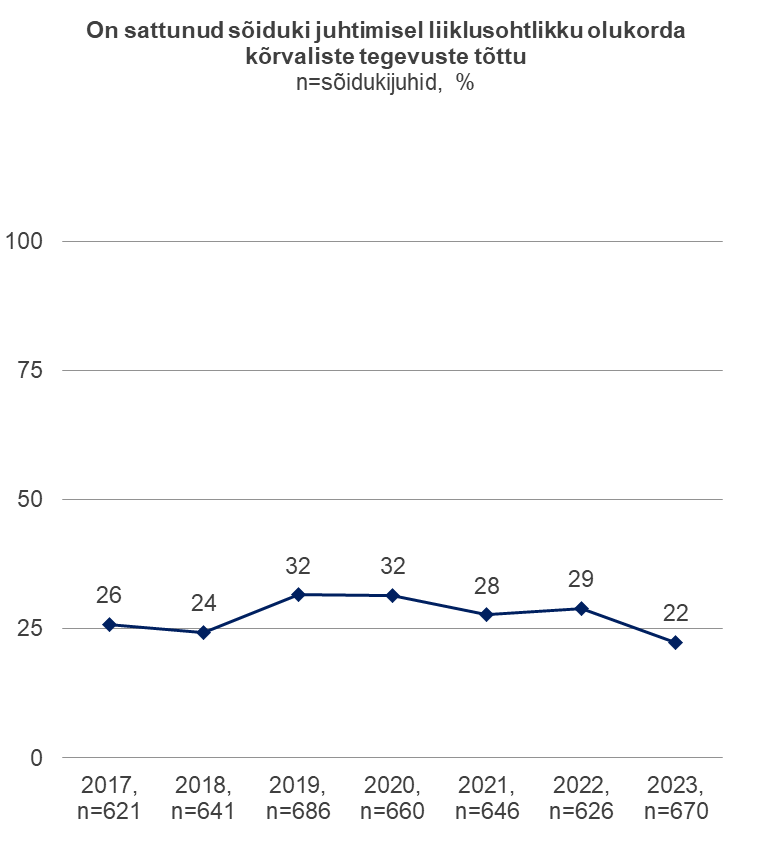 On sattunud sõiduki juhtimisel liiklusohtlikku olukorda
kõrvaliste tegevuste tõttu
n=sõidukijuhid, %
100
75
50
25
0
26
24
32
32
28
29
22
2017,
n=621
2018,
n=641
2019,
n=686
2020,
n=660
2021,
n=646
2022,
n=626
2023,
n=670